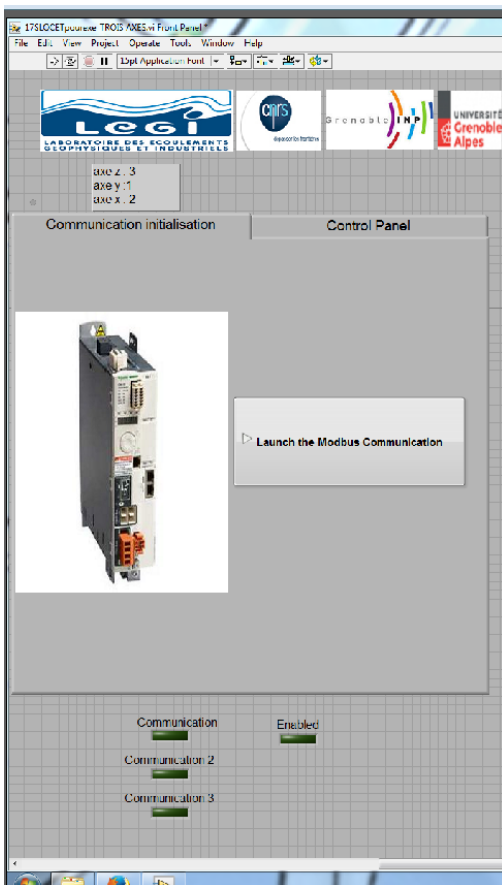 17SLOCETpourexe TROIS AXES.vi Front Panel *
File Edit View Project Operate Tools Window Help
15pt Application Font
LEGI
LABORATOIRE DES ECOULEMENTS
GEOPHYSIQUES ET INDUSTRIELS
cnrs
Grenoble INP
UNIVERSITÉ
Grenoble
Alpes
axe z : 3
axe y :1
axe x : 2
Communication initialisation
Control Panel
Launch the Modbus Communication
Communication
Enabled
Communication 2
Communication 3